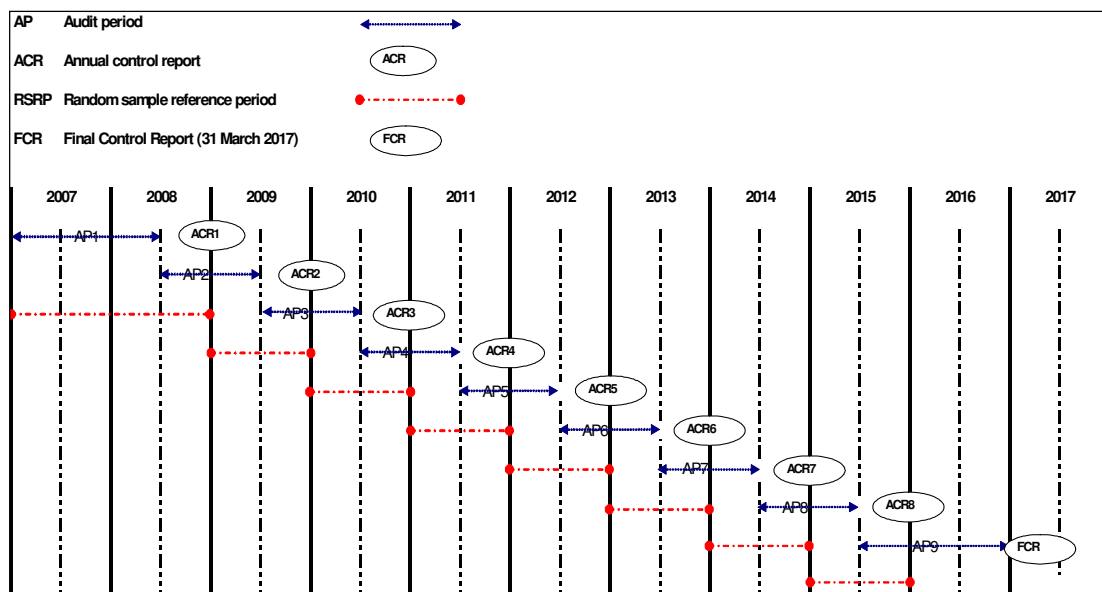 AP Audit period
ACR Annual control report ACR
RSRP Random sample reference period
FCR Final Control Report (31 March 2017) FCR
2007 2008 2009 2010 2011 2012 2013 2014 2015 2016 2017
AP1 ACR1
AP2 ACR2
AP3 ACR3
AP4 ACR4
AP5 ACR5
AP6 ACR6
AP7 ACR7
AP8 ACR8
AP9 FCR